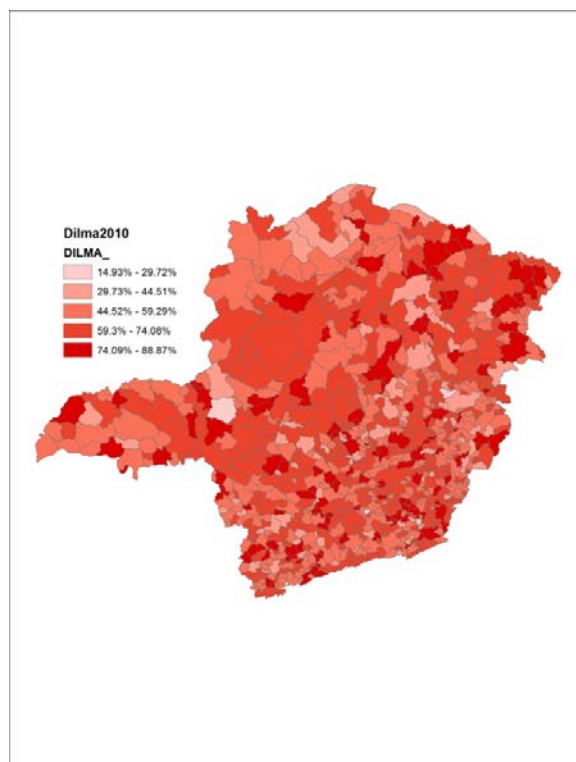 Dilma2010
DILMA_
14.93% - 29.72%
29.73% - 44.51%
44.52% - 59.29%
59.3% - 74.08%
74.09% - 88.87%